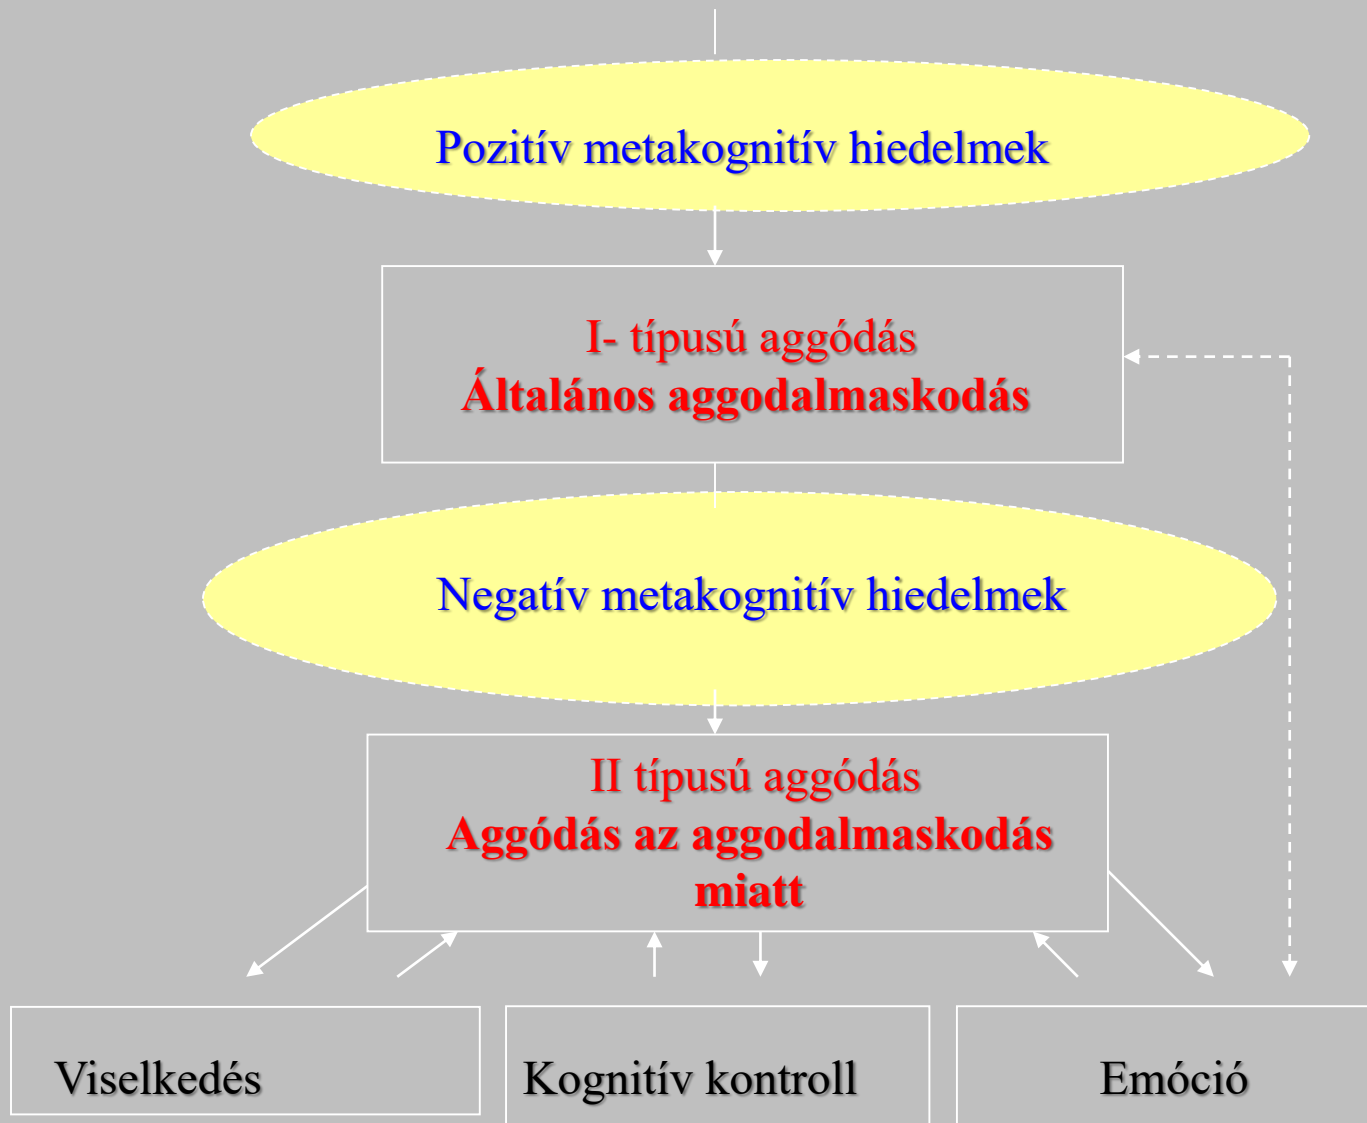 Pozitív metakognitív hiedelmek
I- típusú aggódás
Általános aggodalmaskodás
Negatív metakognitív hiedelmek
II típusú aggódás
Aggódás az aggodalmaskodás
miatt
Viselkedés
Kognitív kontroll
Emóció